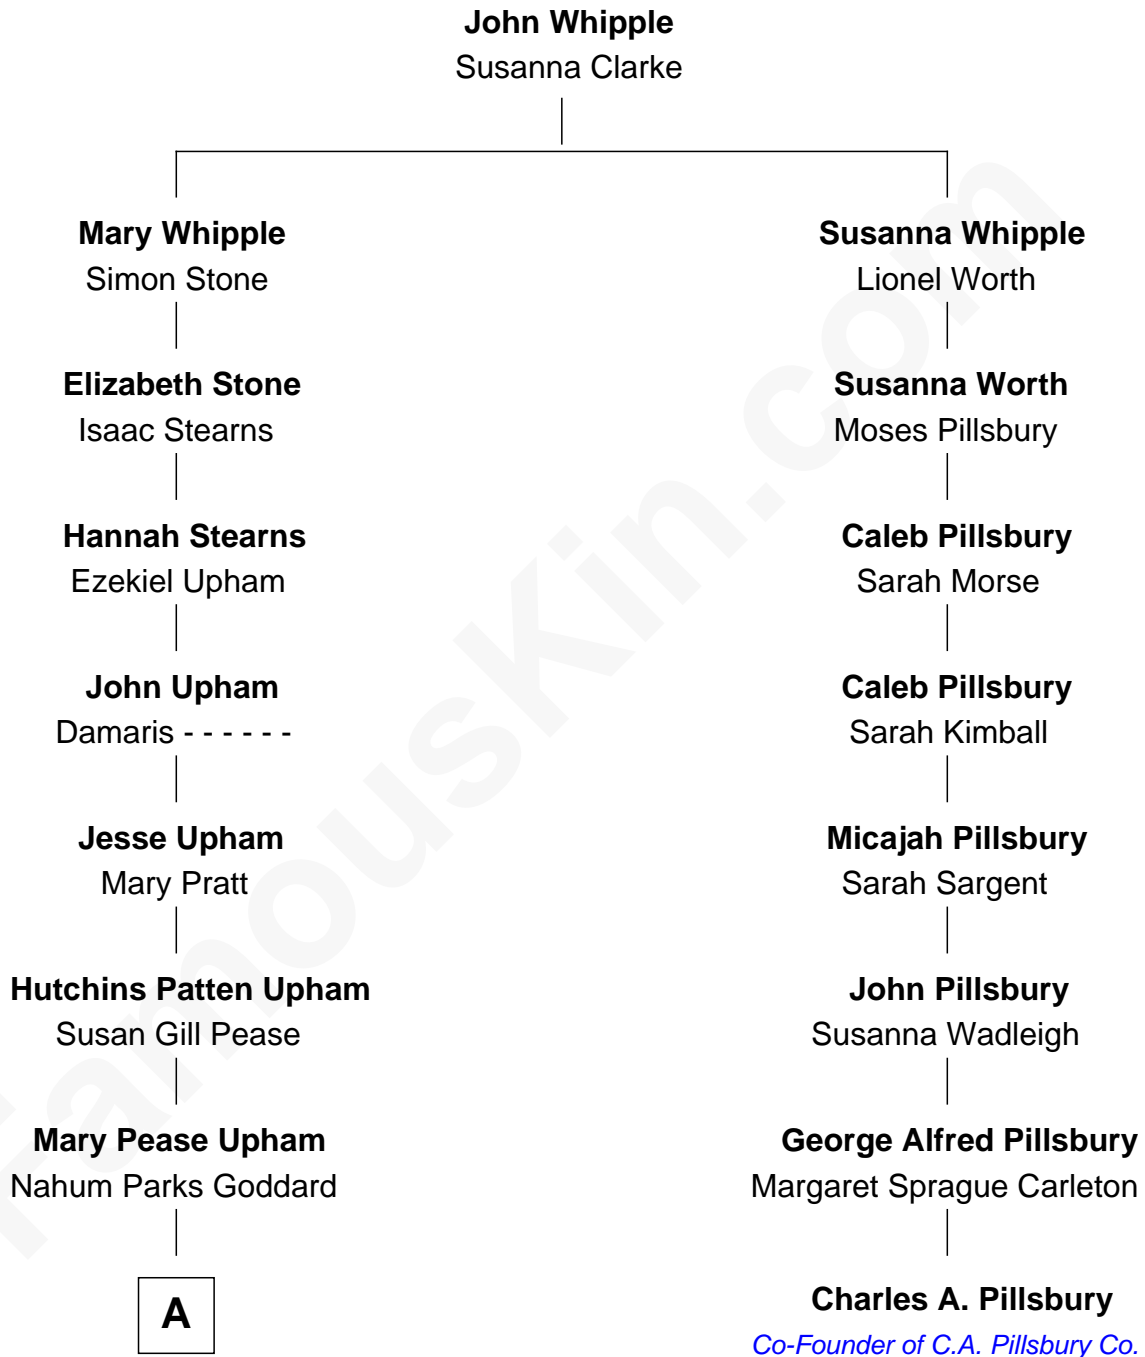 John Whipple
Susanna Clarke
Mary Whipple
Simon Stone
Susanna Whipple
Lionel Worth
Elizabeth Stone
Isaac Stearns
Susanna Worth
Moses Pillsbury
Hannah Stearns
Ezekiel Upham
Caleb Pillsbury
Sarah Morse
John Upham
Damaris - - - - - -
Caleb Pillsbury
Sarah Kimball
Jesse Upham
Mary Pratt
Micajah Pillsbury
Sarah Sargent
Hutchins Patten Upham
Susan Gill Pease
John Pillsbury
Susanna Wadleigh
Mary Pease Upham
Nahum Parks Goddard
George Alfred Pillsbury
Margaret Sprague Carleton
A
Charles A. Pillsbury
Co-Founder of C.A. Pillsbury Co.
FamousKin.com